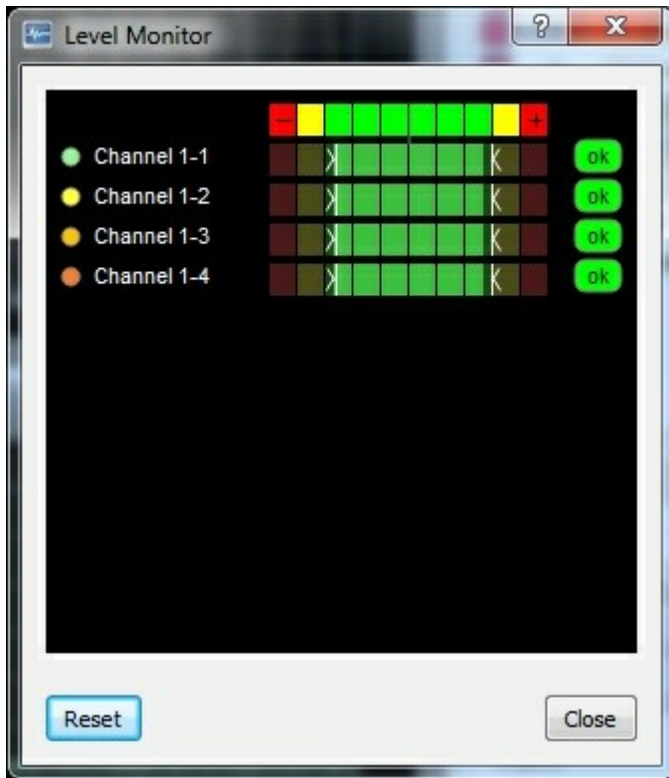 Level Monitor
?
X
- +
Channel 1-1 ok
Channel 1-2 ok
Channel 1-3 ok
Channel 1-4 ok
Reset Close